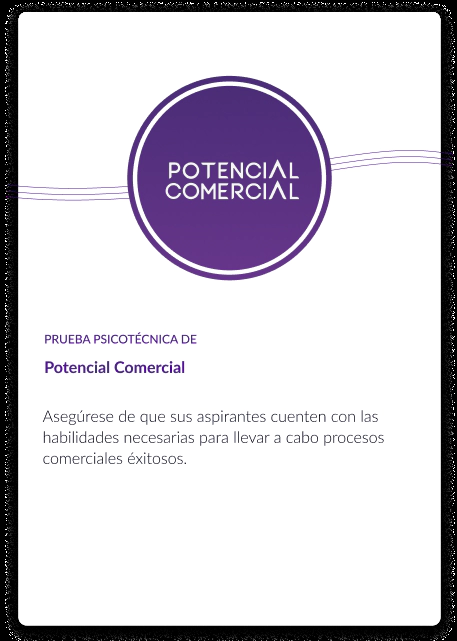 POTENCIAL
COMERCIAL
PRUEBA PSICOTÉCNICA DE
Potencial Comercial
Asegúrese de que sus aspirantes cuenten con las
habilidades necesarias para llevar a cabo procesos
comerciales éxitosos.